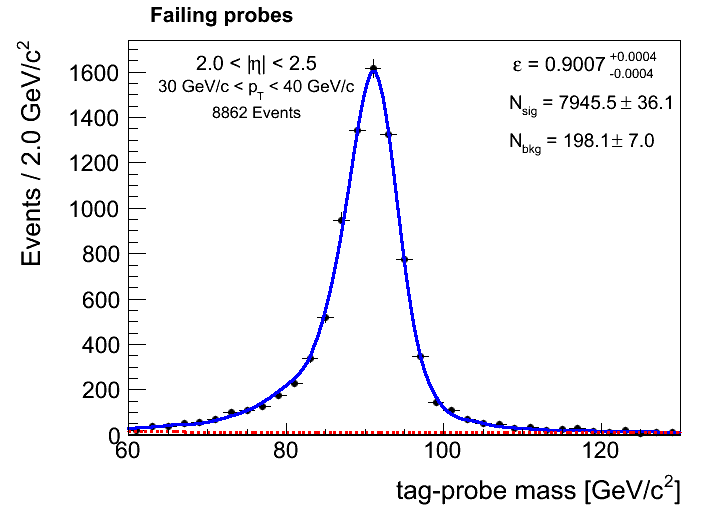 Failing probes
2.0 < |η| < 2.5
30 GeV/c < p_T < 40 GeV/c
8862 Events
ε = 0.9007 +0.0004 -0.0004
N_sig = 7945.5 ± 36.1
N_bkg = 198.1 ± 7.0
Events / 2.0 GeV/c²
1600
1400
1200
1000
800
600
400
200
0
60 80 100 120
tag-probe mass [GeV/c²]